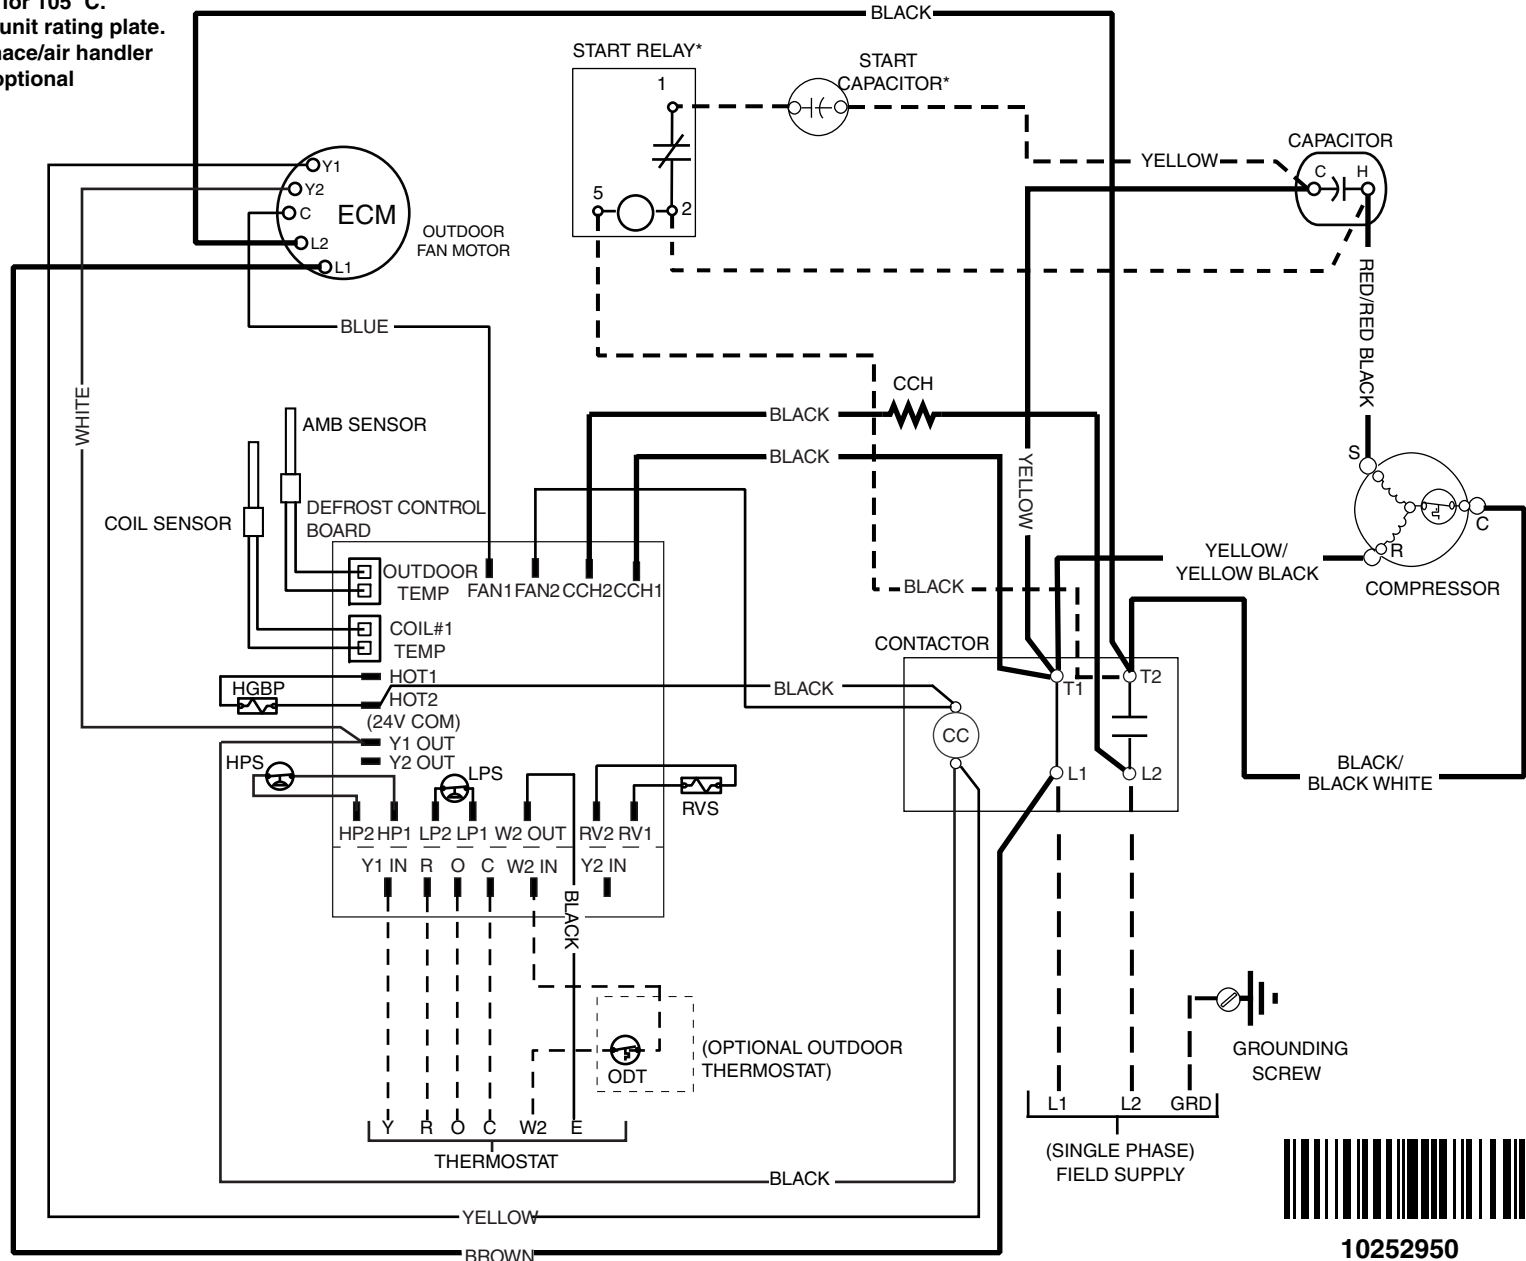 for 105° C.
unit rating plate.
nace/air handler
optional
BLACK
START RELAY*
1
5
2
START
CAPACITOR*
YELLOW
CAPACITOR
C H
Y1
Y2
C
L2
L1
ECM
OUTDOOR
FAN MOTOR
BLUE
WHITE
RED/RED BLACK
AMB SENSOR
COIL SENSOR
CCH
BLACK
BLACK
YELLOW
S
C
R
COMPRESSOR
YELLOW/
YELLOW BLACK
BLACK
DEFROST CONTROL
BOARD
OUTDOOR
TEMP
FAN1 FAN2 CCH2 CCH1
COIL#1
TEMP
HOT1
HOT2
(24V COM)
Y1 OUT
Y2 OUT
HGBP
BLACK
CONTACTOR
T1
T2
CC
L1
L2
BLACK/
BLACK WHITE
HPS
LPS
RVS
HP2 HP1 LP2 LP1 W2 OUT RV2 RV1
Y1 IN R O C W2 IN Y2 IN
BLACK
(OPTIONAL OUTDOOR
THERMOSTAT)
ODT
Y R O C W2 E
THERMOSTAT
GROUNDING
SCREW
L1 L2 GRD
(SINGLE PHASE)
FIELD SUPPLY
BLACK
YELLOW
BROWN
10252950